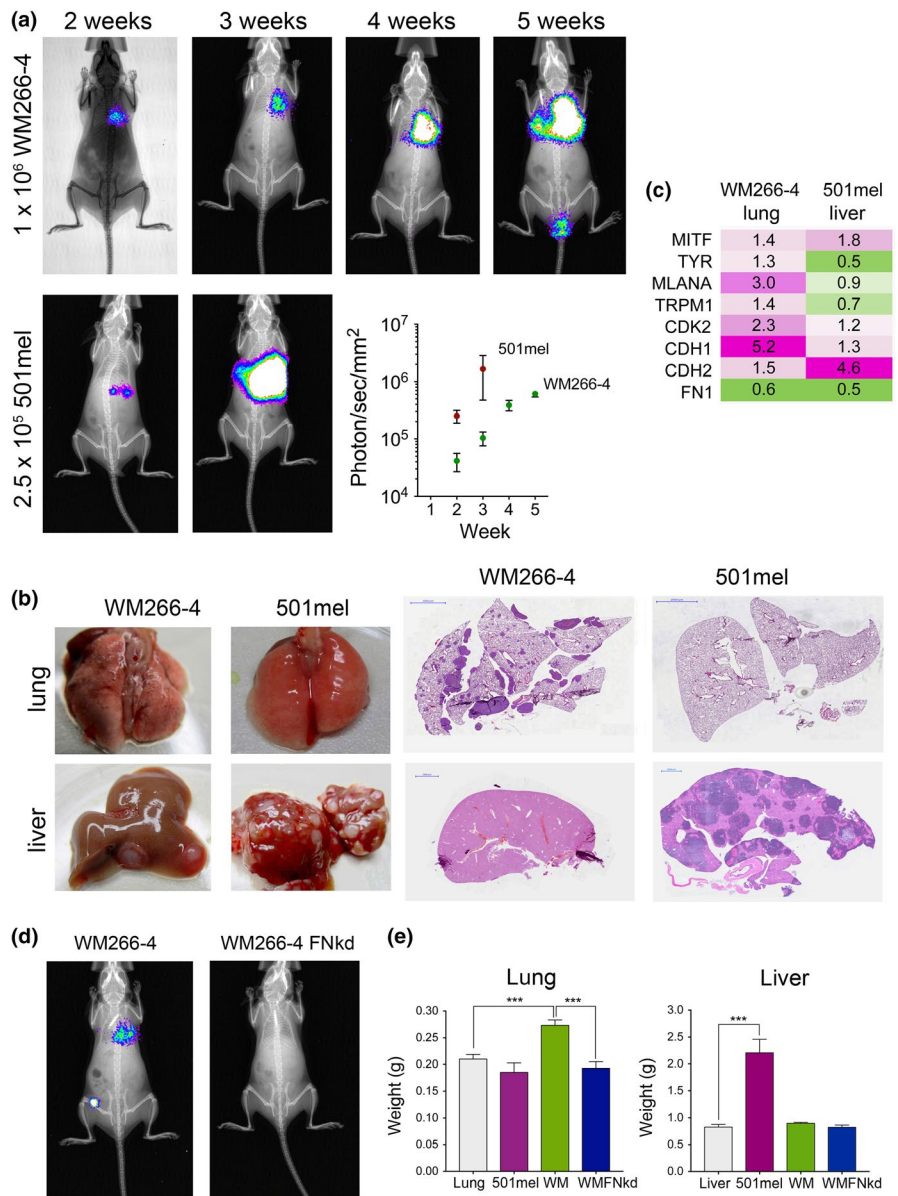 (a)
2 weeks 3 weeks 4 weeks 5 weeks
1 x 10⁶ WM266-4
2.5 x 10⁵ 501mel
10⁷
10⁶
10⁵
10⁴
Photon/sec/mm²
501mel
WM266-4
1 2 3 4 5
Week
(c)
WM266-4 501mel
lung liver
MITF 1.4 1.8
TYR 1.3 0.5
MLANA 3.0 0.9
TRPM1 1.4 0.7
CDK2 2.3 1.2
CDH1 5.2 1.3
CDH2 1.5 4.6
FN1 0.6 0.5
(b)
WM266-4 501mel WM266-4 501mel
lung
liver
(d)
WM266-4 WM266-4 FNkd
(e)
Lung
Weight (g)
0.30
0.25
0.20
0.15
0.10
0.05
0.00
*** ***
Lung 501mel WM WMFNkd
Liver
Weight (g)
3.0
2.5
2.0
1.5
1.0
0.5
0.0
***
Liver 501mel WM WMFNkd